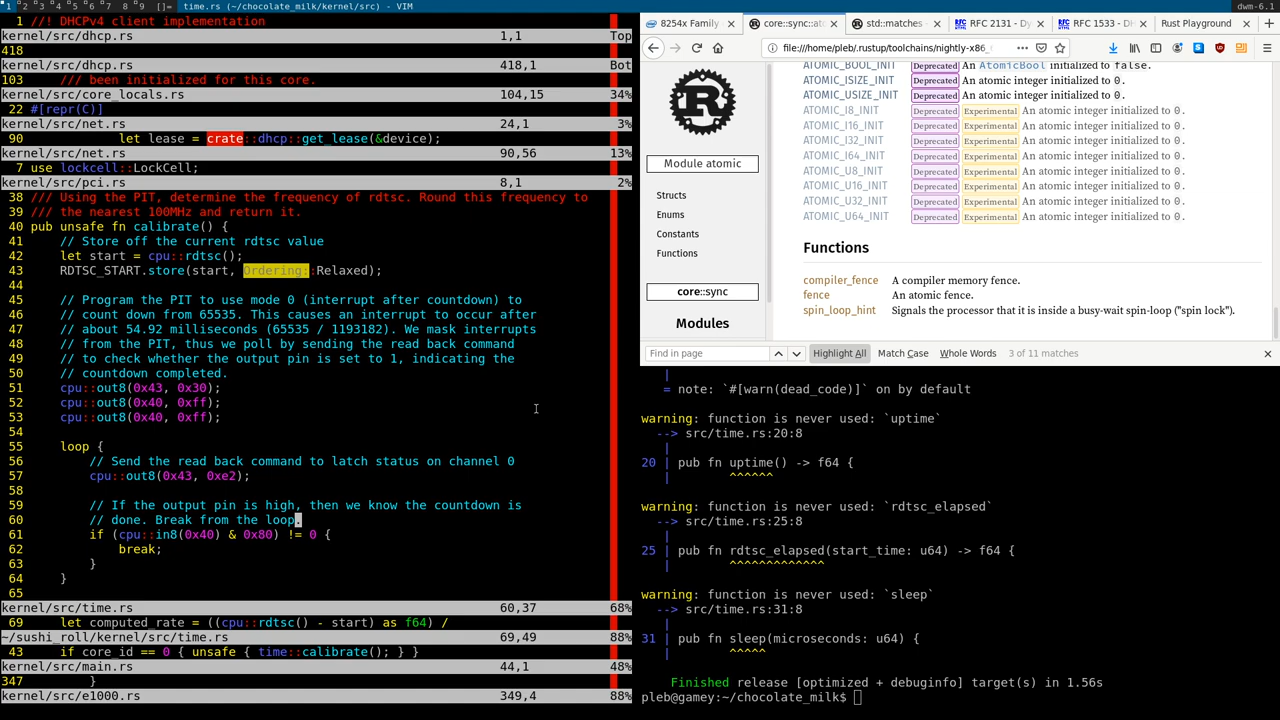 1 2 3 4 5 6 7 8 9 []= time.rs (~/chocolate_milk/kernel/src) - VIM dwm-6.1
1 //! DHCPv4 client implementation
kernel/src/dhcp.rs 1,1 Top
418
kernel/src/dhcp.rs 418,1 Bot
103 /// been initialized for this core.
kernel/src/core_locals.rs 104,15 34%
22 #[repr(C)]
kernel/src/net.rs 24,1 3%
90 let lease = crate::dhcp::get_lease(&device);
kernel/src/net.rs 90,56 13%
7 use lockcell::LockCell;
kernel/src/pci.rs 8,1 2%
38 /// Using the PIT, determine the frequency of rdtsc. Round this frequency to
39 /// the nearest 100MHz and return it.
40 pub unsafe fn calibrate() {
41 // Store off the current rdtsc value
42 let start = cpu::rdtsc();
43 RDTSC_START.store(start, Ordering::Relaxed);
44
45 // Program the PIT to use mode 0 (interrupt after countdown) to
46 // count down from 65535. This causes an interrupt to occur after
47 // about 54.92 milliseconds (65535 / 1193182). We mask interrupts
48 // from the PIT, thus we poll by sending the read back command
49 // to check whether the output pin is set to 1, indicating the
50 // countdown completed.
51 cpu::out8(0x43, 0x30);
52 cpu::out8(0x40, 0xff);
53 cpu::out8(0x40, 0xff);
54
55 loop {
56 // Send the read back command to latch status on channel 0
57 cpu::out8(0x43, 0xe2);
58
59 // If the output pin is high, then we know the countdown is
60 // done. Break from the loop.
61 if (cpu::in8(0x40) & 0x80) != 0 {
62 break;
63 }
64 }
65
kernel/src/time.rs 60,37 68%
69 let computed_rate = ((cpu::rdtsc() - start) as f64) /
~/sushi_roll/kernel/src/time.rs 69,49 88%
43 if core_id == 0 { unsafe { time::calibrate(); } }
kernel/src/main.rs 44,1 48%
347 }
kernel/src/e1000.rs 349,4 88%
8254x Family core::sync::ato std::matches - RFC 2131 - Dy RFC 1533 - DH Rust Playground
file:///home/pleb/.rustup/toolchains/nightly-x86_
Module atomic
Structs
Enums
Constants
Functions
core::sync
Modules
ATOMIC_BOOL_INIT Deprecated An AtomicBool initialized to false.
ATOMIC_ISIZE_INIT Deprecated An atomic integer initialized to 0.
ATOMIC_USIZE_INIT Deprecated An atomic integer initialized to 0.
ATOMIC_I8_INIT Deprecated Experimental An atomic integer initialized to 0.
ATOMIC_I16_INIT Deprecated Experimental An atomic integer initialized to 0.
ATOMIC_I32_INIT Deprecated Experimental An atomic integer initialized to 0.
ATOMIC_I64_INIT Deprecated Experimental An atomic integer initialized to 0.
ATOMIC_U8_INIT Deprecated Experimental An atomic integer initialized to 0.
ATOMIC_U16_INIT Deprecated Experimental An atomic integer initialized to 0.
ATOMIC_U32_INIT Deprecated Experimental An atomic integer initialized to 0.
ATOMIC_U64_INIT Deprecated Experimental An atomic integer initialized to 0.
Functions
compiler_fence A compiler memory fence.
fence An atomic fence.
spin_loop_hint Signals the processor that it is inside a busy-wait spin-loop ("spin lock").
Find in page Highlight All Match Case Whole Words 3 of 11 matches
|
= note: `#[warn(dead_code)]` on by default
warning: function is never used: `uptime`
--> src/time.rs:20:8
|
20 | pub fn uptime() -> f64 {
| ^^^^^^
warning: function is never used: `rdtsc_elapsed`
--> src/time.rs:25:8
|
25 | pub fn rdtsc_elapsed(start_time: u64) -> f64 {
| ^^^^^^^^^^^^^
warning: function is never used: `sleep`
--> src/time.rs:31:8
|
31 | pub fn sleep(microseconds: u64) {
| ^^^^^
Finished release [optimized + debuginfo] target(s) in 1.56s
pleb@gamey:~/chocolate_milk$